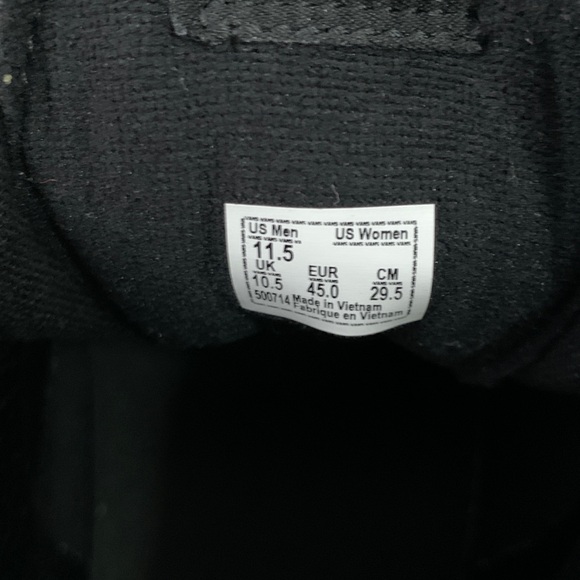 US Men US Women
11.5
UK EUR CM
10.5 45.0 29.5
500714 Made in Vietnam
Fabrique en Vietnam